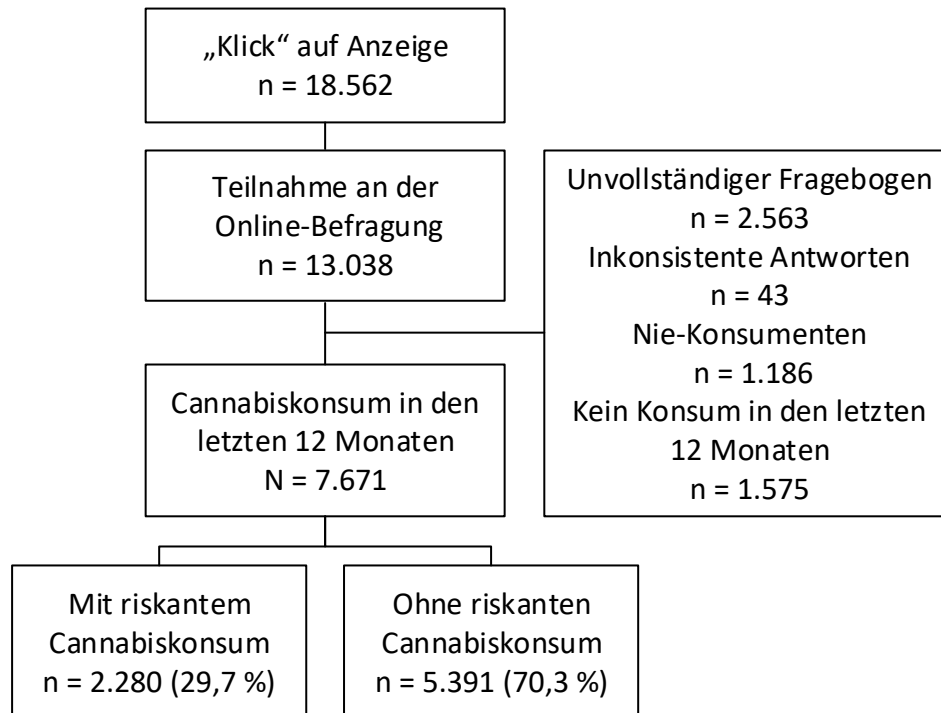 „Klick“ auf Anzeige
n = 18.562
Teilnahme an der
Online-Befragung
n = 13.038
Unvollständiger Fragebogen
n = 2.563
Inkonsistente Antworten
n = 43
Nie-Konsumenten
n = 1.186
Kein Konsum in den letzten
12 Monaten
n = 1.575
Cannabiskonsum in den
letzten 12 Monaten
N = 7.671
Mit riskantem
Cannabiskonsum
n = 2.280 (29,7 %)
Ohne riskanten
Cannabiskonsum
n = 5.391 (70,3 %)